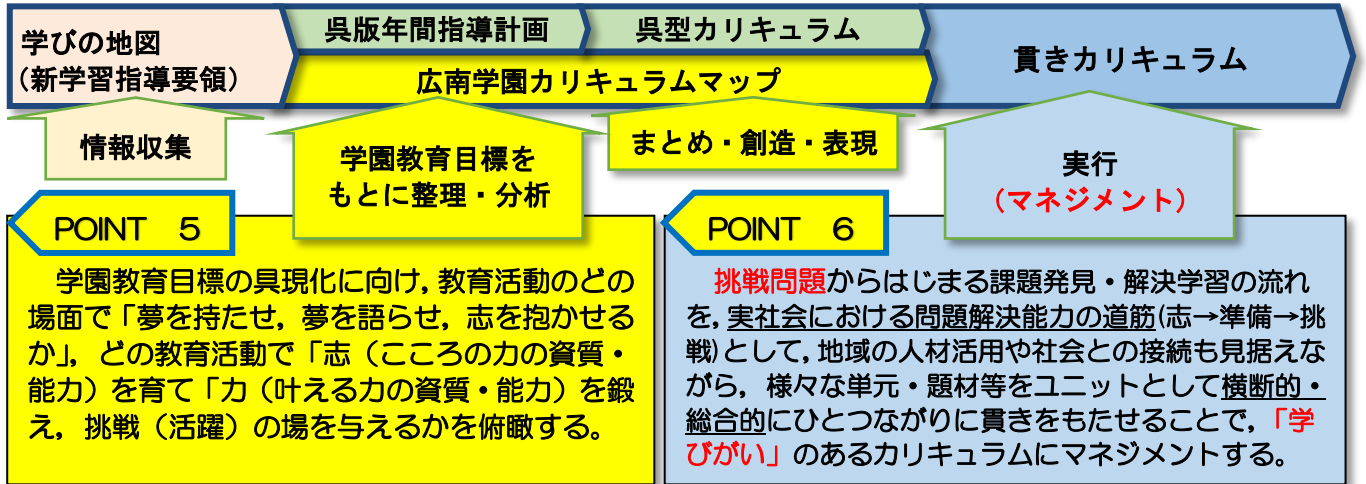 学びの地図
（新学習指導要領）
呉版年間指導計画
呉型カリキュラム
広南学園カリキュラムマップ
貫きカリキュラム
情報収集
学園教育目標を
もとに整理・分析
まとめ・創造・表現
実行
（マネジメント）
POINT　5
学園教育目標の具現化に向け，教育活動のどの
場面で「夢を持たせ，夢を語らせ，志を抱かせる
か」，どの教育活動で「志（こころの力の資質・
能力）を育て「力（叶える力の資質・能力）を鍛
え，挑戦（活躍）の場を与えるかを俯瞰する。
POINT　6
挑戦問題からはじまる課題発見・解決学習の流れ
を，実社会における問題解決能力の道筋(志→準備→挑
戦)として，地域の人材活用や社会との接続も見据えな
がら，様々な単元・題材等をユニットとして横断的・
総合的にひとつながりに貫きをもたせることで，「学
びがい」のあるカリキュラムにマネジメントする。